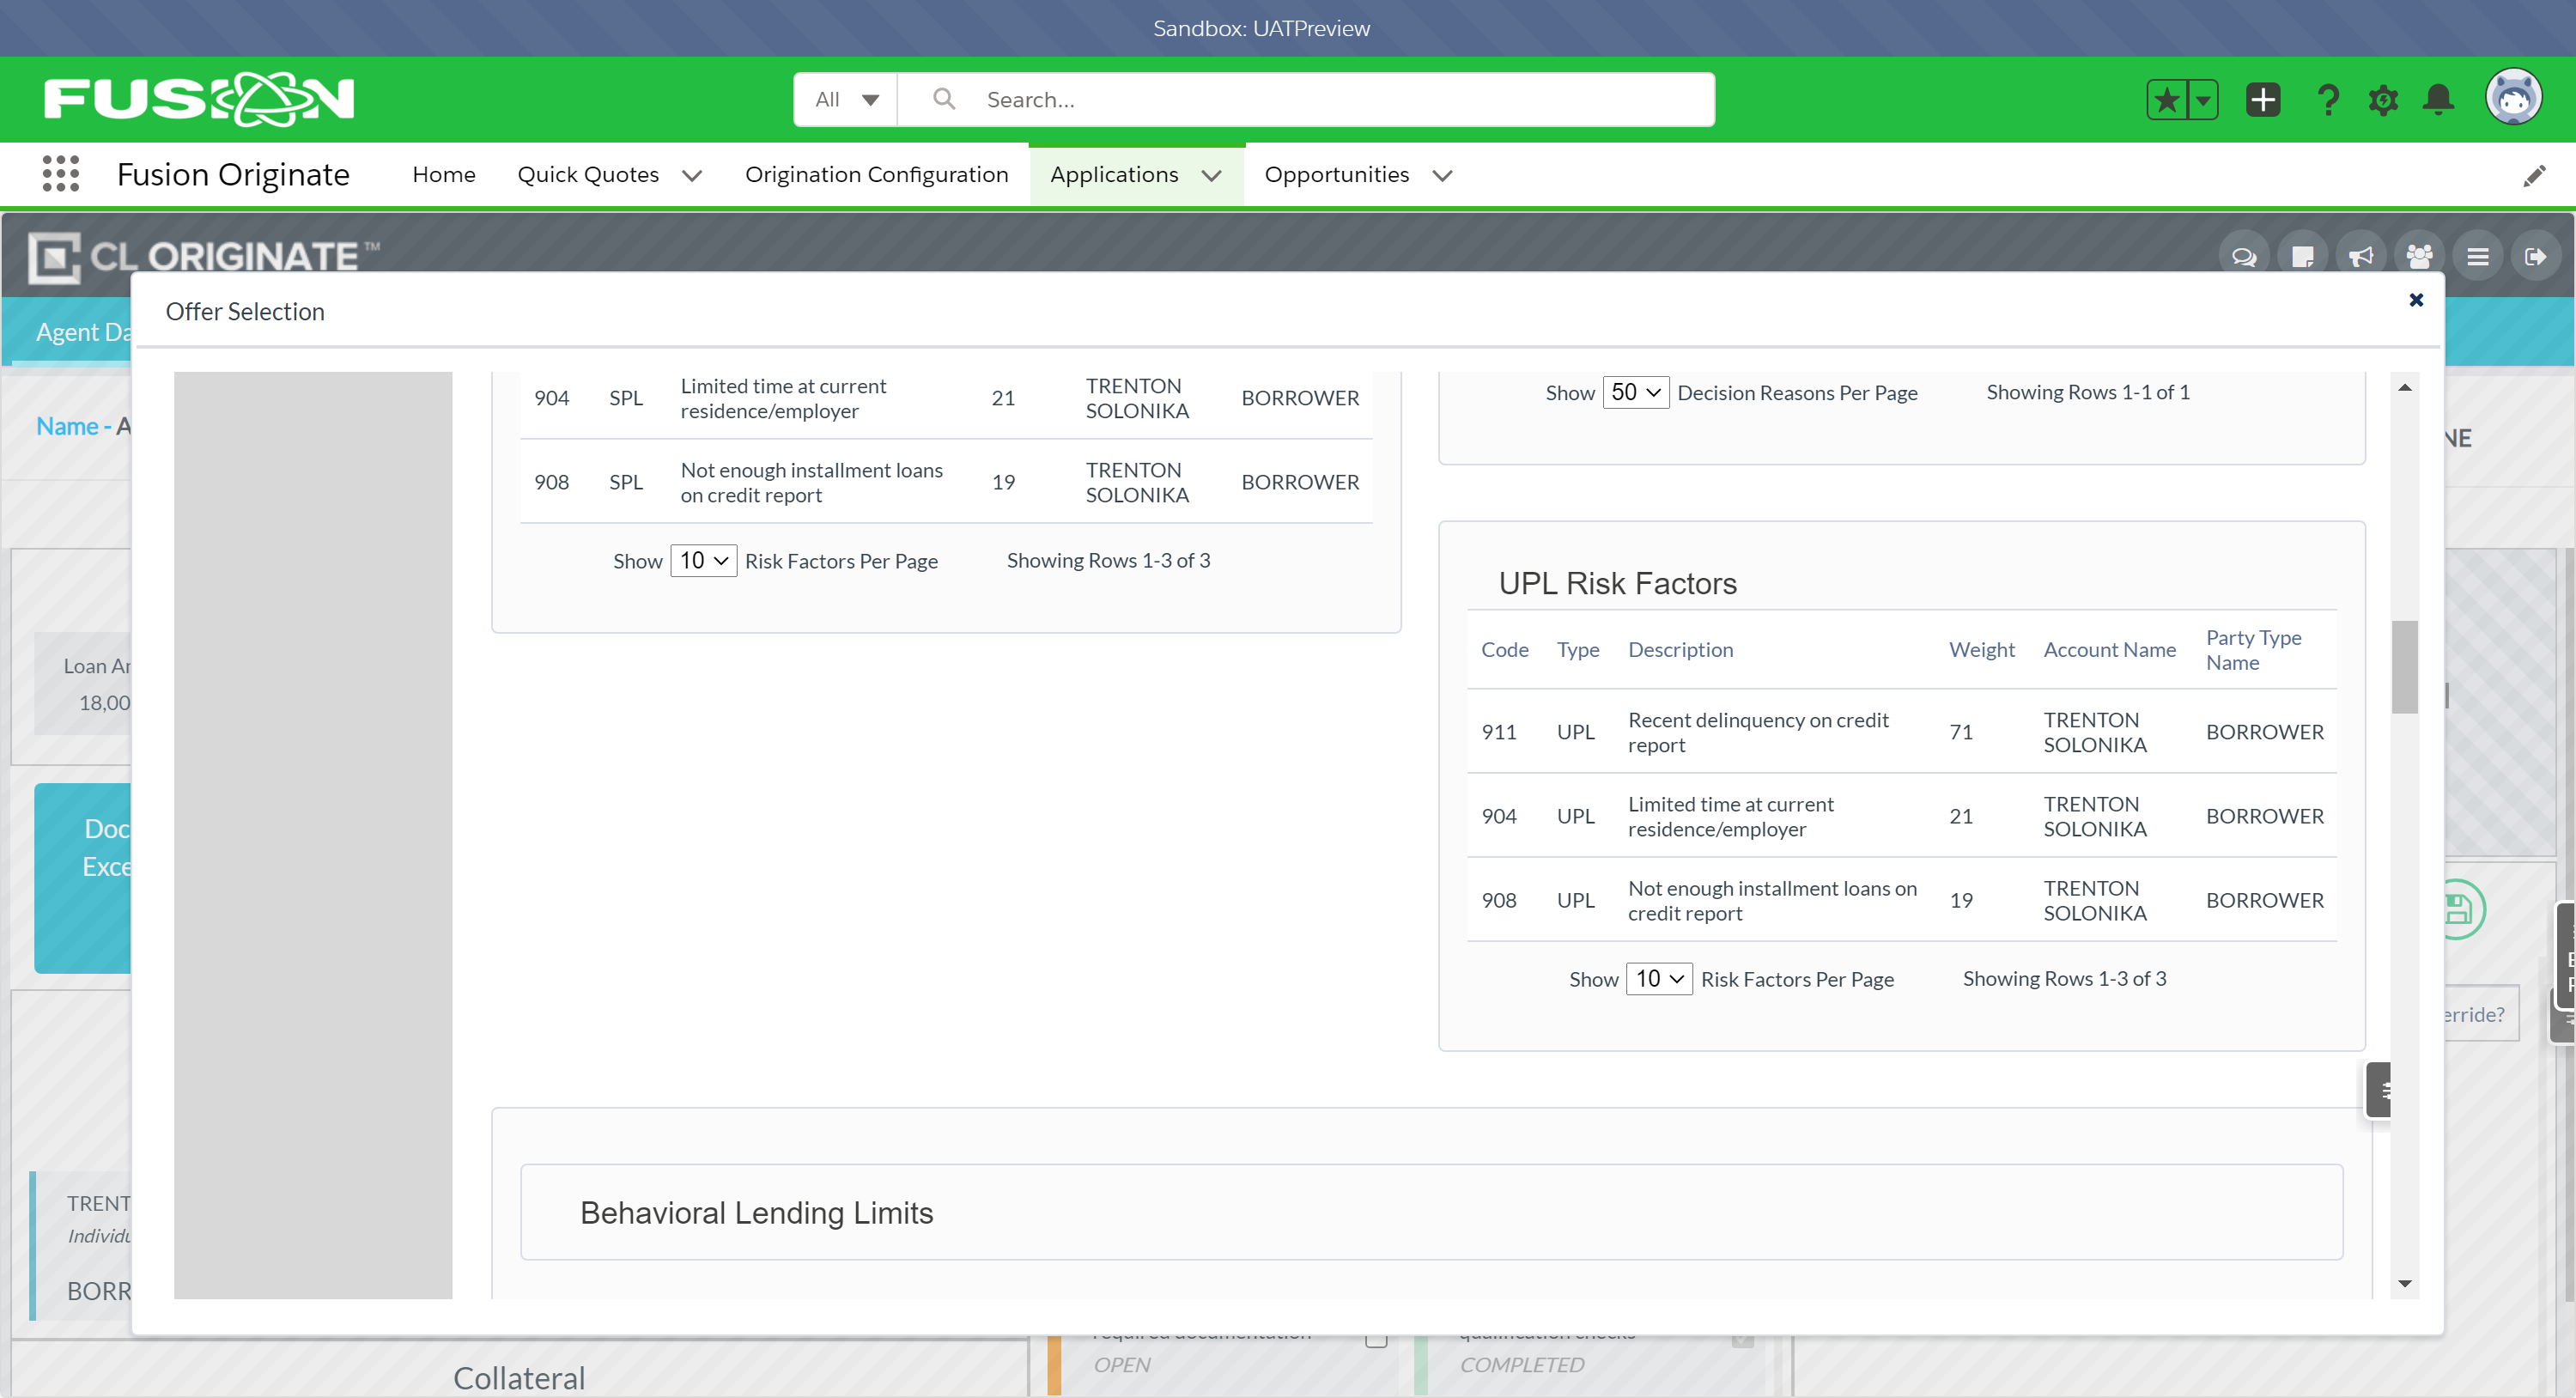 Sandbox: UATPreview
FUSION
All
Search...
Fusion Originate
Home
Quick Quotes
Origination Configuration
Applications
Opportunities
CL ORIGINATE™
Agent Da
Offer Selection
Name - A
NE
904 SPL Limited time at current residence/employer 21 TRENTON SOLONIKA BORROWER
908 SPL Not enough installment loans on credit report 19 TRENTON SOLONIKA BORROWER
Show 10 Risk Factors Per Page Showing Rows 1-3 of 3
Show 50 Decision Reasons Per Page Showing Rows 1-1 of 1
UPL Risk Factors
Code Type Description Weight Account Name Party Type Name
911 UPL Recent delinquency on credit report 71 TRENTON SOLONIKA BORROWER
904 UPL Limited time at current residence/employer 21 TRENTON SOLONIKA BORROWER
908 UPL Not enough installment loans on credit report 19 TRENTON SOLONIKA BORROWER
Show 10 Risk Factors Per Page Showing Rows 1-3 of 3
Behavioral Lending Limits
Loan Ar
18,00
Doc
Exce
erride?
TRENT
Individu
BORR
Collateral
required documentation
OPEN
qualification checks
COMPLETED